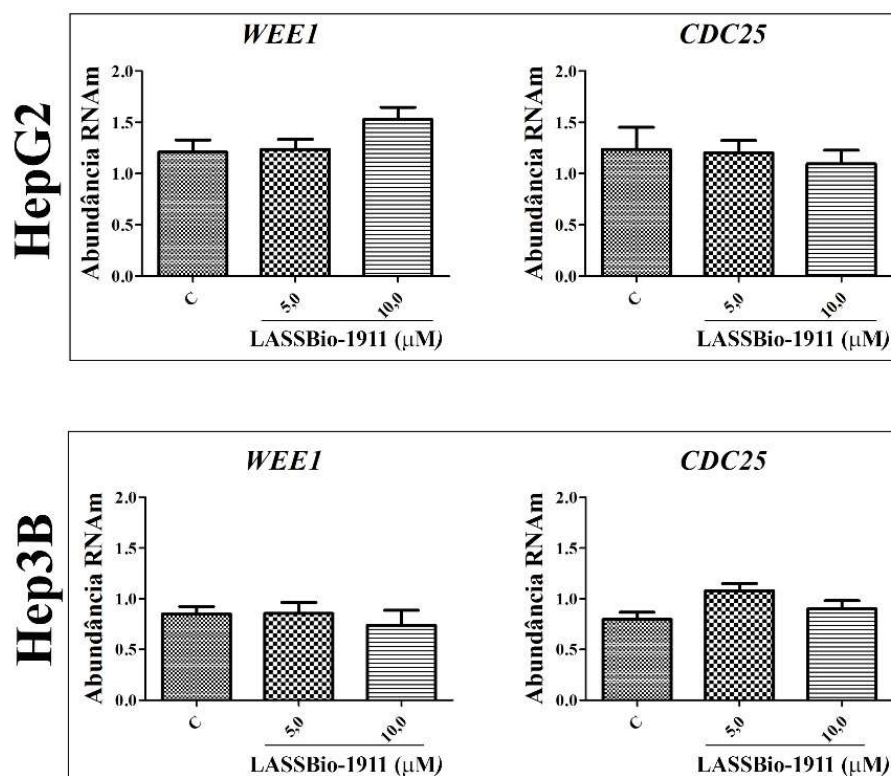 HepG2
WEE1
Abundância RNAm
2.0
1.5
1.0
0.5
0.0
C
5,0
10,0
LASSBio-1911 (μM)
CDC25
Abundância RNAm
2.0
1.5
1.0
0.5
0.0
C
5,0
10,0
LASSBio-1911 (μM)
Hep3B
WEE1
Abundância RNAm
2.0
1.5
1.0
0.5
0.0
C
5,0
10,0
LASSBio-1911 (μM)
CDC25
Abundância RNAm
2.0
1.5
1.0
0.5
0.0
C
5,0
10,0
LASSBio-1911 (μM)